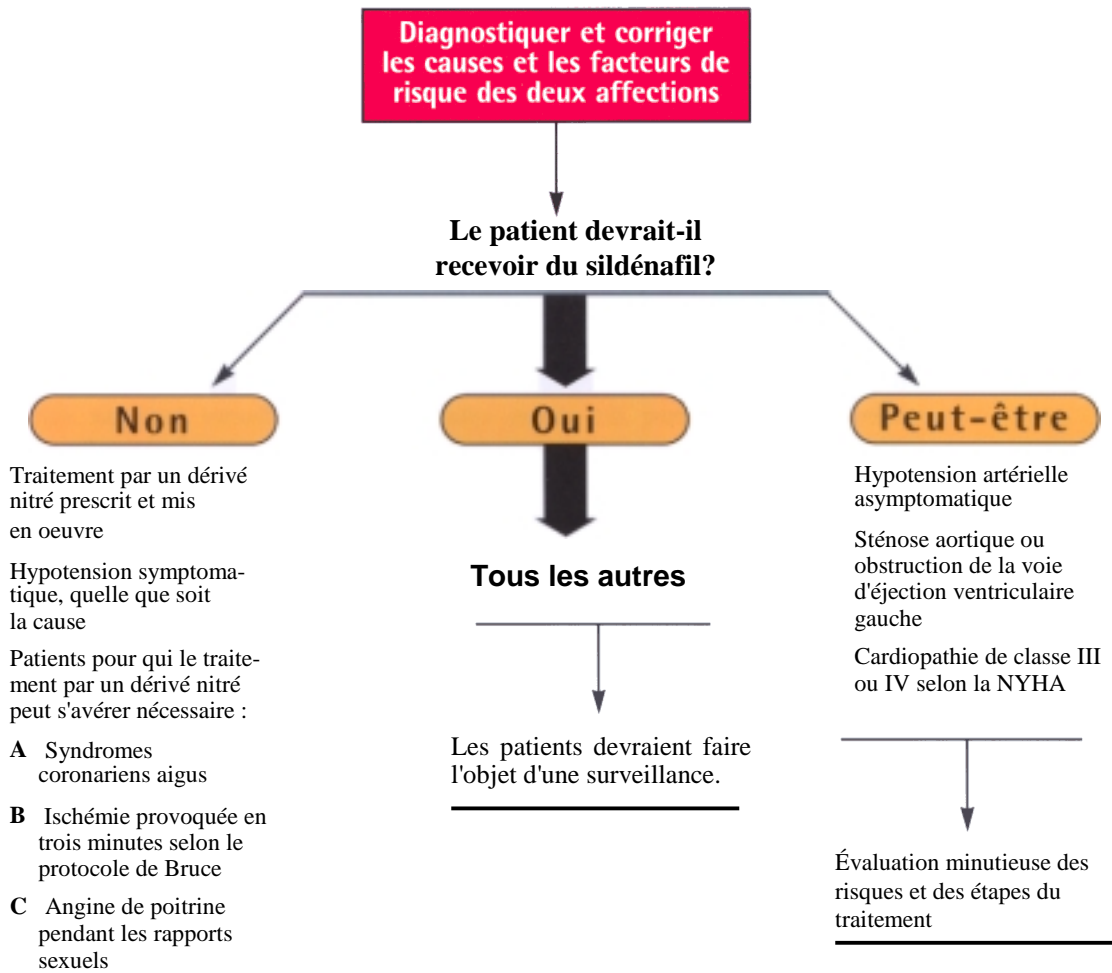 Diagnostiquer et corriger
les causes et les facteurs de
risque des deux affections
Le patient devrait-il
recevoir du sildénafil?
Non
Traitement par un dérivé
nitré prescrit et mis
en oeuvre
Hypotension symptoma-
tique, quelle que soit
la cause
Patients pour qui le traite-
ment par un dérivé nitré
peut s'avérer nécessaire :
A Syndromes
coronariens aigus
B Ischémie provoquée en
trois minutes selon le
protocole de Bruce
C Angine de poitrine
pendant les rapports
sexuels
Oui
Tous les autres
Les patients devraient faire
l'objet d'une surveillance.
Peut-être
Hypotension artérielle
asymptomatique
Sténose aortique ou
obstruction de la voie
d'éjection ventriculaire
gauche
Cardiopathie de classe III
ou IV selon la NYHA
Évaluation minutieuse des
risques et des étapes du
traitement